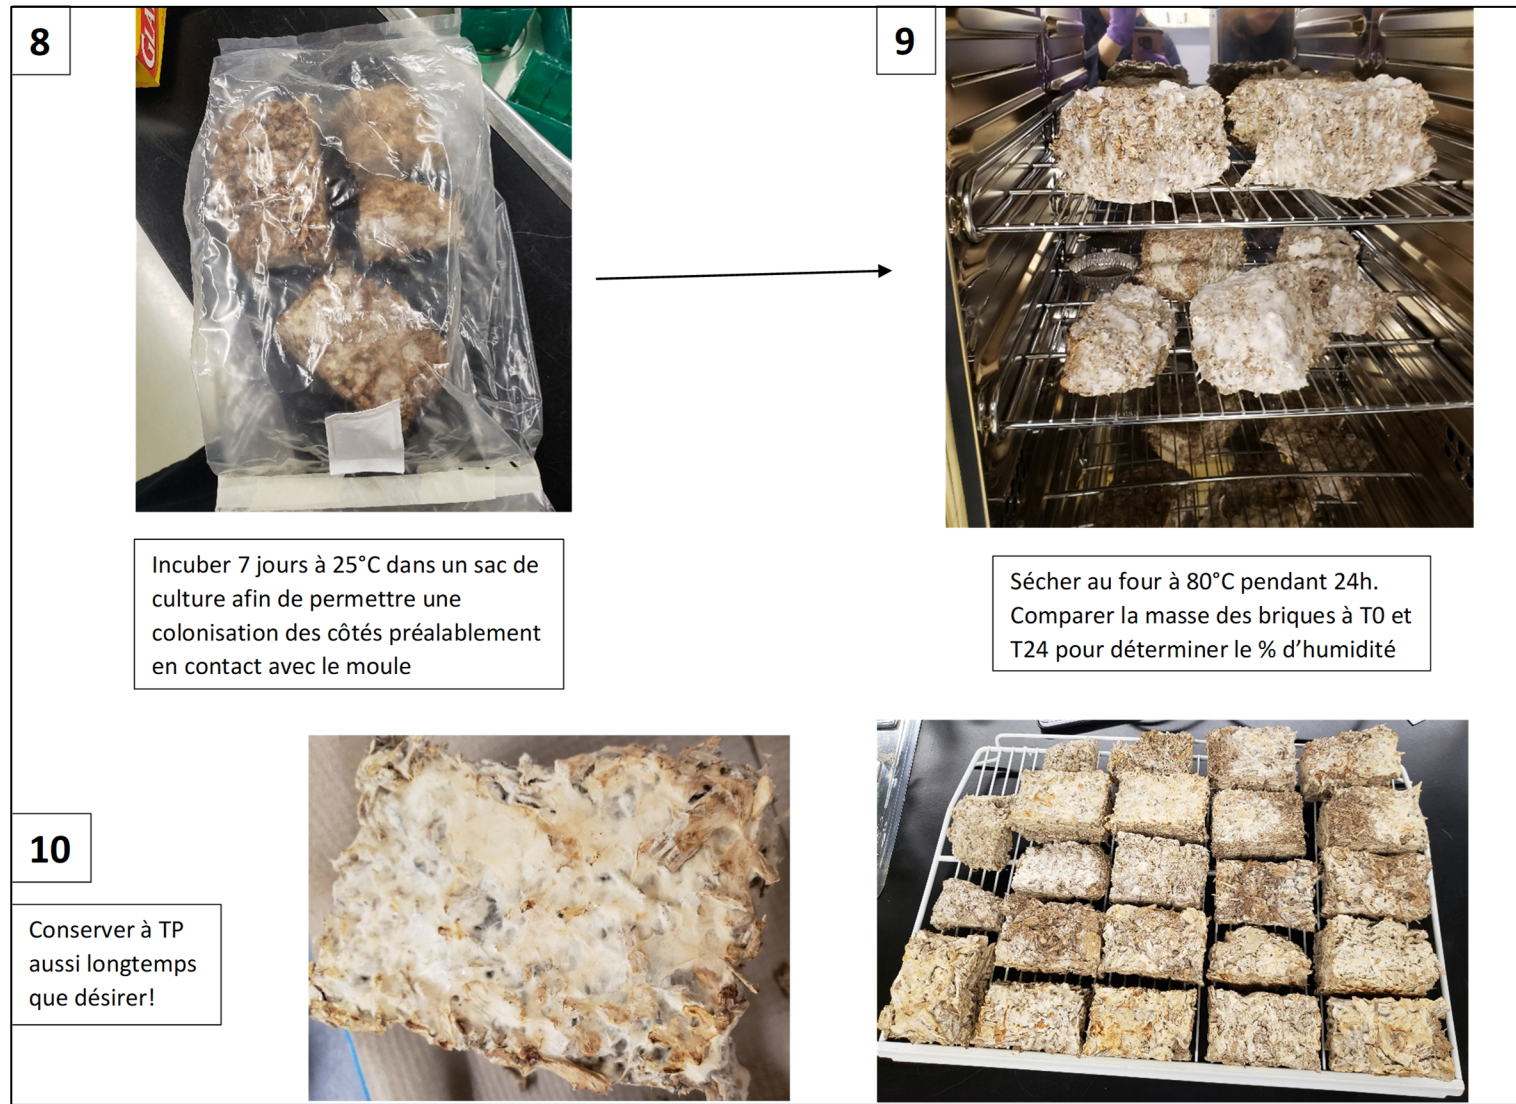 8
9
GLA
Incuber 7 jours à 25°C dans un sac de
culture afin de permettre une
colonisation des côtés préalablement
en contact avec le moule
Sécher au four à 80°C pendant 24h.
Comparer la masse des briques à T0 et
T24 pour déterminer le % d'humidité
10
Conserver à TP
aussi longtemps
que désirer!